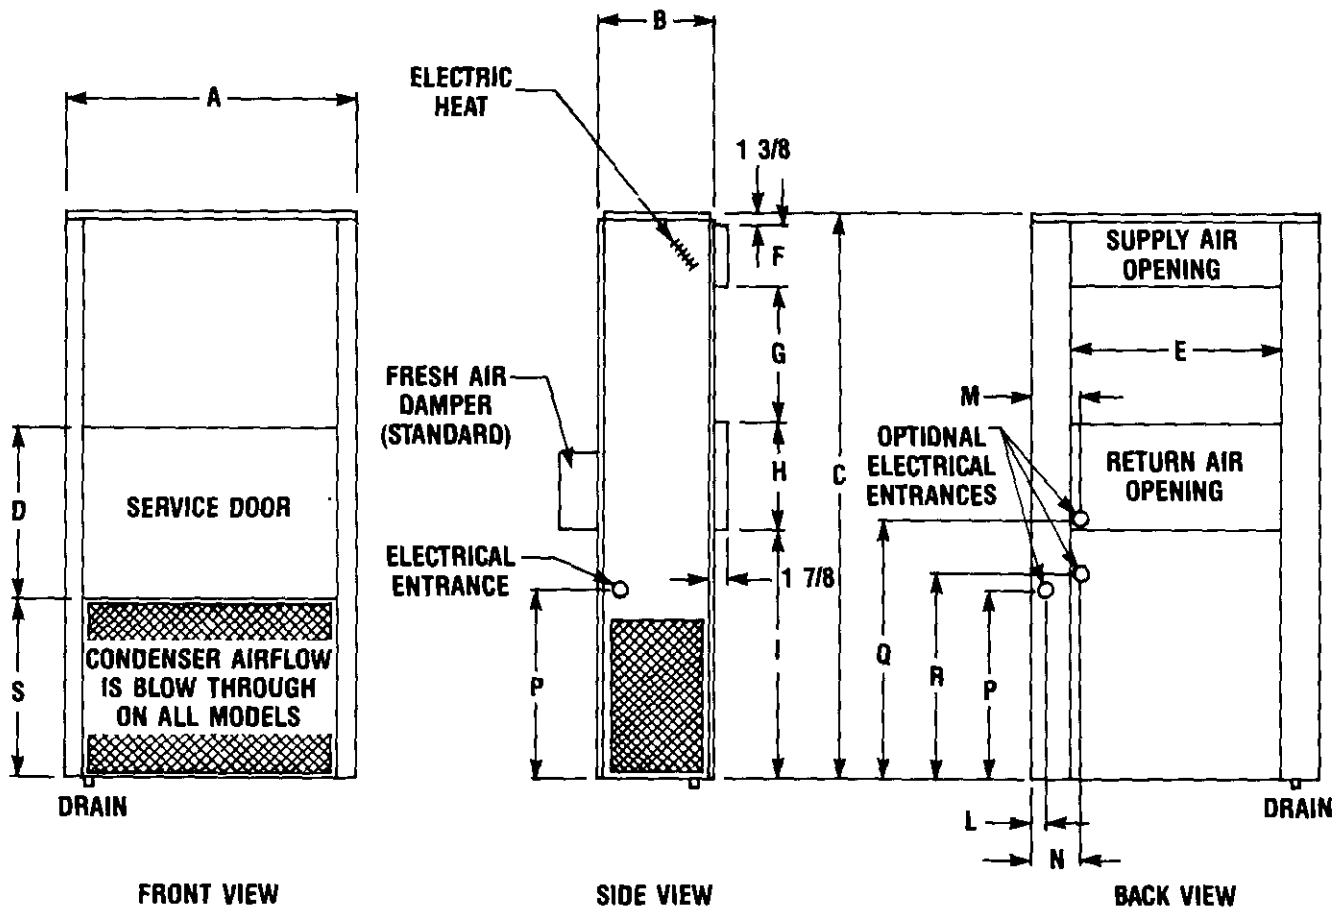 A
B
ELECTRIC
HEAT
1 3/8
F
G
H
I
C
FRESH AIR
DAMPER
(STANDARD)
ELECTRICAL
ENTRANCE
1 7/8
P
D
SERVICE DOOR
S
CONDENSER AIRFLOW
IS BLOW THROUGH
ON ALL MODELS
DRAIN
SUPPLY AIR
OPENING
E
M
OPTIONAL
ELECTRICAL
ENTRANCES
RETURN AIR
OPENING
Q
R
P
L
N
DRAIN
FRONT VIEW
SIDE VIEW
BACK VIEW